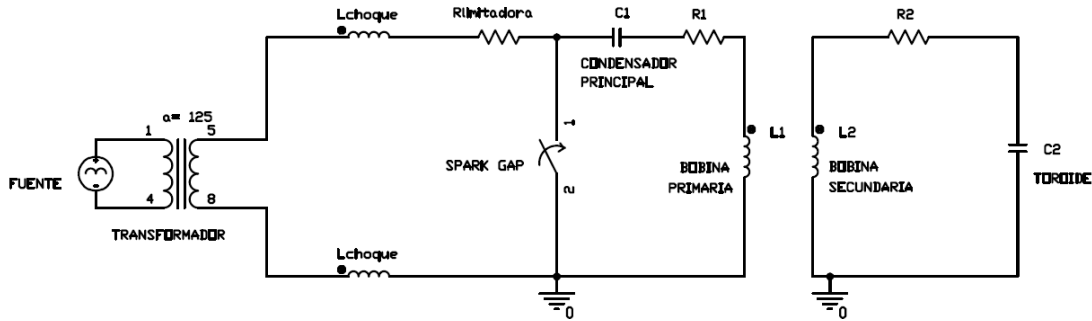 Lchoque
Rlimitadora
C1
R1
R2
CONDENSADOR
PRINCIPAL
a= 125
1
5
1
L1
L2
C2
FUENTE
SPARK GAP
BOBINA
PRIMARIA
BOBINA
SECUNDARIA
TOROIDE
4
8
2
TRANSFORMADOR
Lchoque
0
0